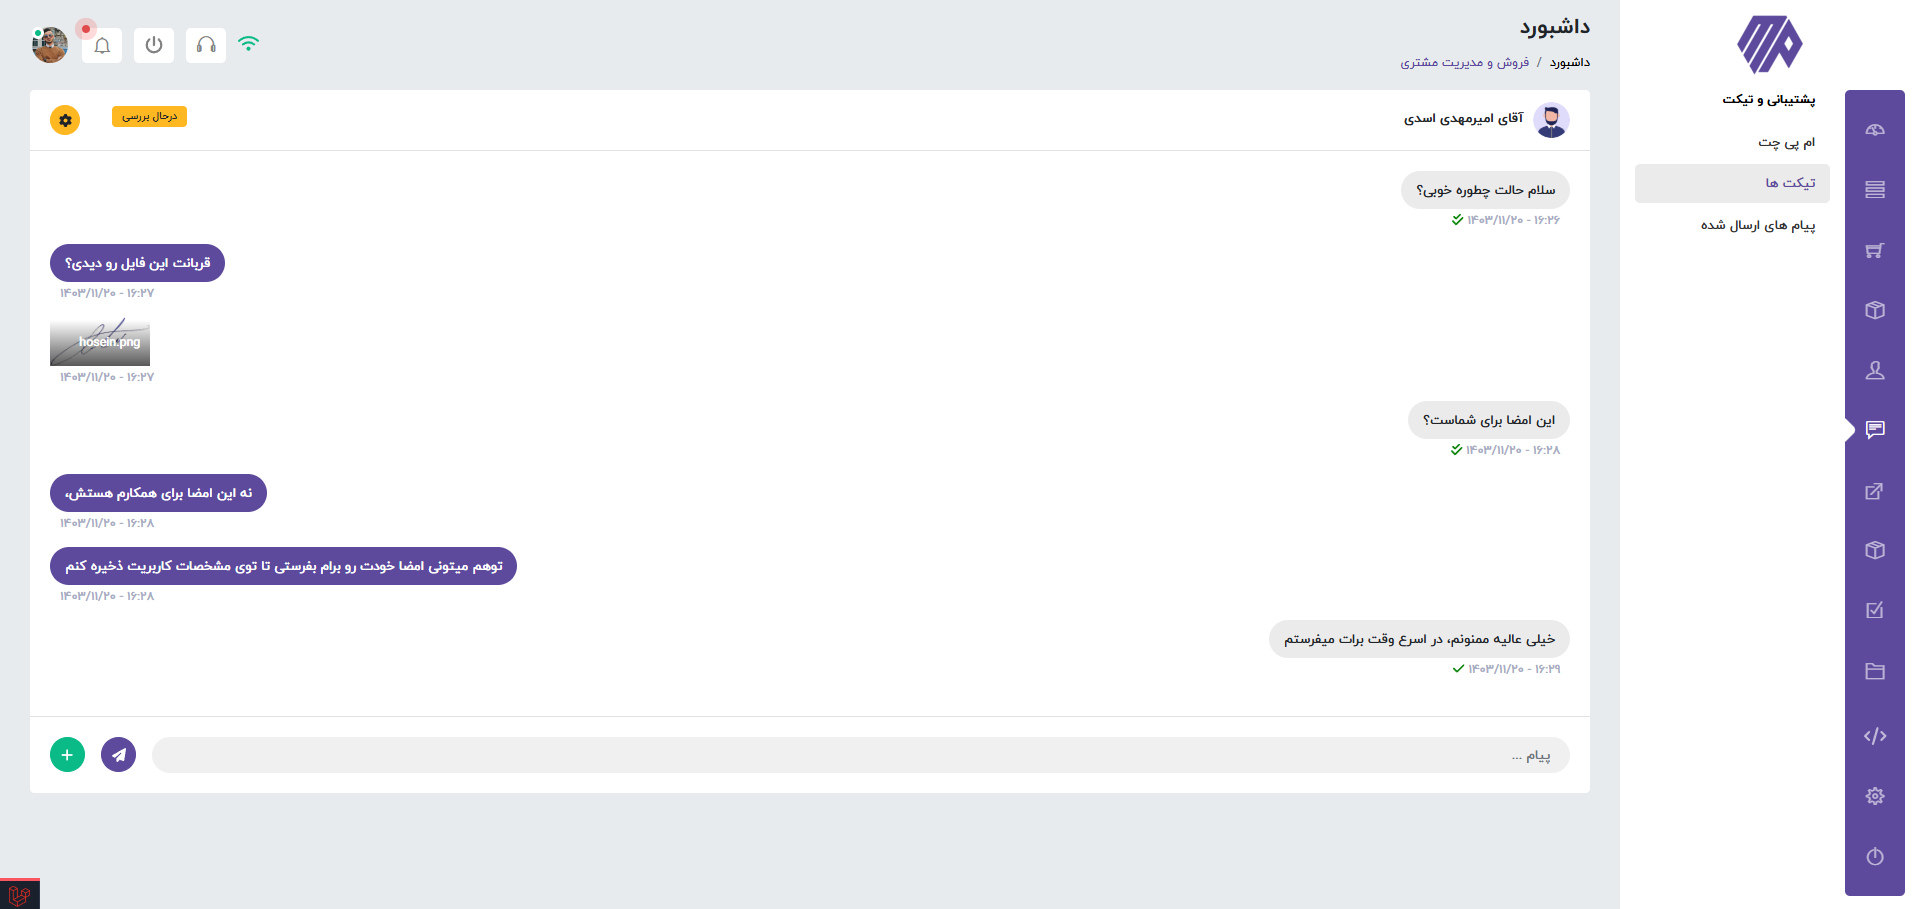 داشبورد
داشبورد / فروش و مدیریت مشتری
پشتیبانی و تیکت
ام پی چت
تیکت ها
پیام های ارسال شده
آقای امیرمهدی اسدی
درحال بررسی
سلام حالت چطوره خوبی؟
۱۴۰۳/۱۱/۲۰ - ۱۶:۲۶
قربانت این فایل رو دیدی؟
۱۴۰۳/۱۱/۲۰ - ۱۶:۲۷
hosein.png
۱۴۰۳/۱۱/۲۰ - ۱۶:۲۷
این امضا برای شماست؟
۱۴۰۳/۱۱/۲۰ - ۱۶:۲۸
نه این امضا برای همکارم هستش،
۱۴۰۳/۱۱/۲۰ - ۱۶:۲۸
توهم میتونی امضا خودت رو برام بفرستی تا توی مشخصات کاربریت ذخیره کنم
۱۴۰۳/۱۱/۲۰ - ۱۶:۲۸
خیلی عالیه ممنونم، در اسرع وقت برات میفرستم
۱۴۰۳/۱۱/۲۰ - ۱۶:۲۹
پیام ...